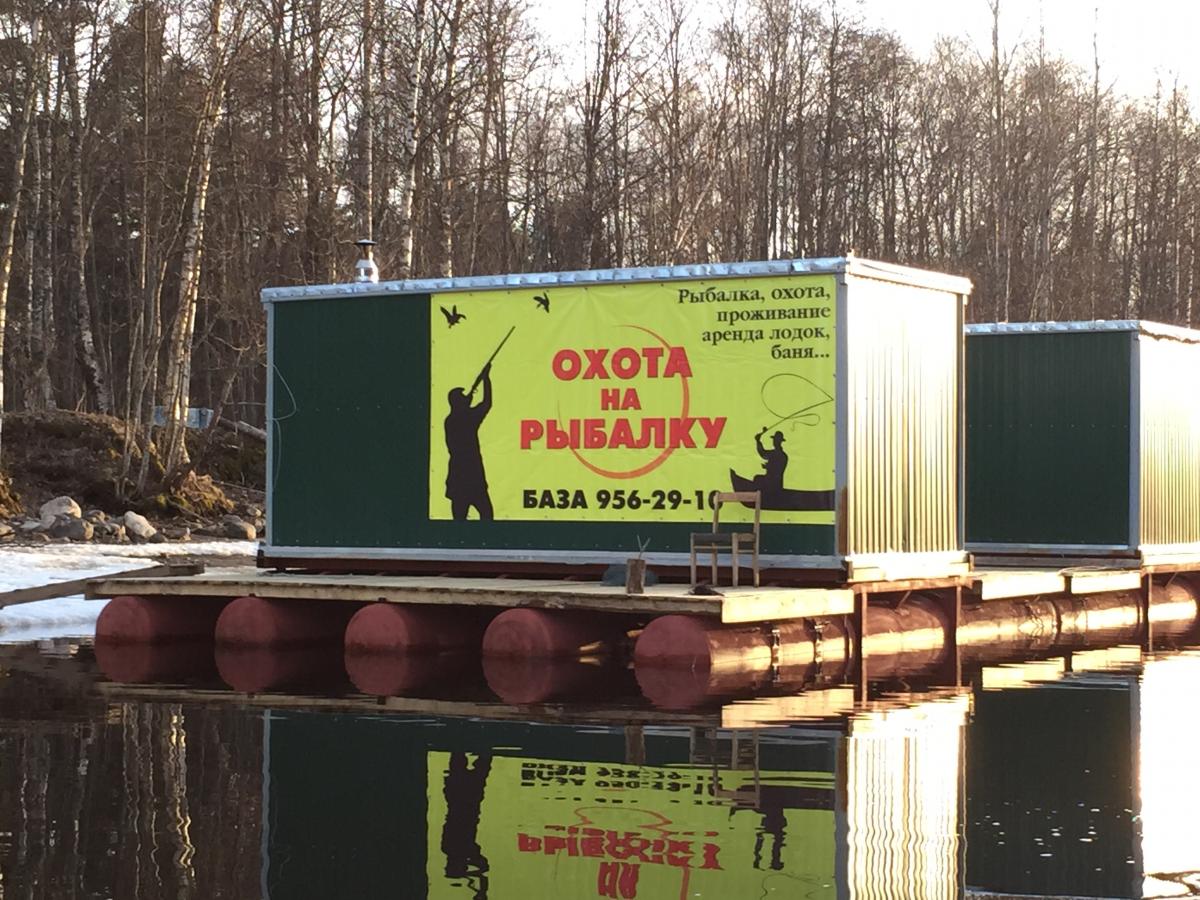 Рыбалка, охота,
проживание
аренда лодок,
баня...
ОХОТА
НА
РЫБАЛКУ
БАЗА 956-29-10